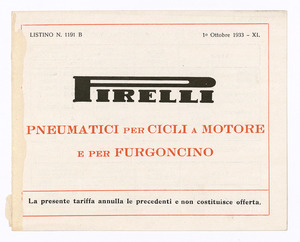 LISTINO N. 1191 B
1º Ottobre 1933 - XI.
PIRELLI
PNEUMATICI PER CICLI A MOTORE
E PER FURGONCINO
La presente tariffa annulla le precedenti e non costituisce offerta.